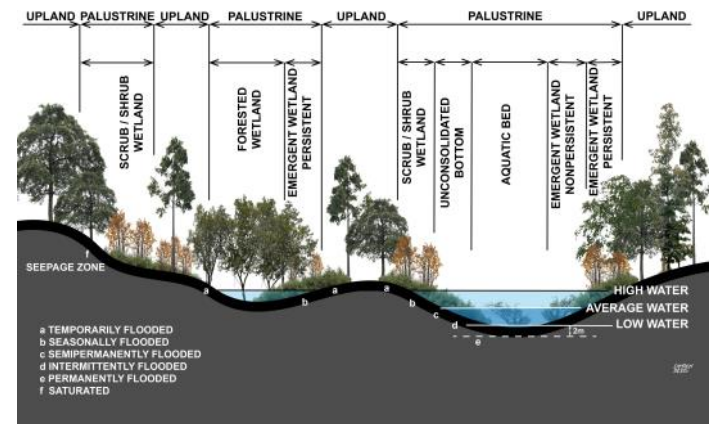 UPLAND PALUSTRINE UPLAND PALUSTRINE UPLAND PALUSTRINE UPLAND
SCRUB / SHRUB
WETLAND
FORESTED
WETLAND
EMERGENT WETLAND
PERSISTENT
SCRUB / SHRUB
WETLAND
UNCONSOLIDATED
BOTTOM
AQUATIC BED
EMERGENT WETLAND
NONPERSISTENT
EMERGENT WETLAND
PERSISTENT
f
SEEPAGE ZONE
a
b
a
a
b
c
d
e
HIGH WATER
AVERAGE WATER
LOW WATER
2m
a TEMPORARILY FLOODED
b SEASONALLY FLOODED
c SEMIPERMANENTLY FLOODED
d INTERMITTENTLY FLOODED
e PERMANENTLY FLOODED
f SATURATED